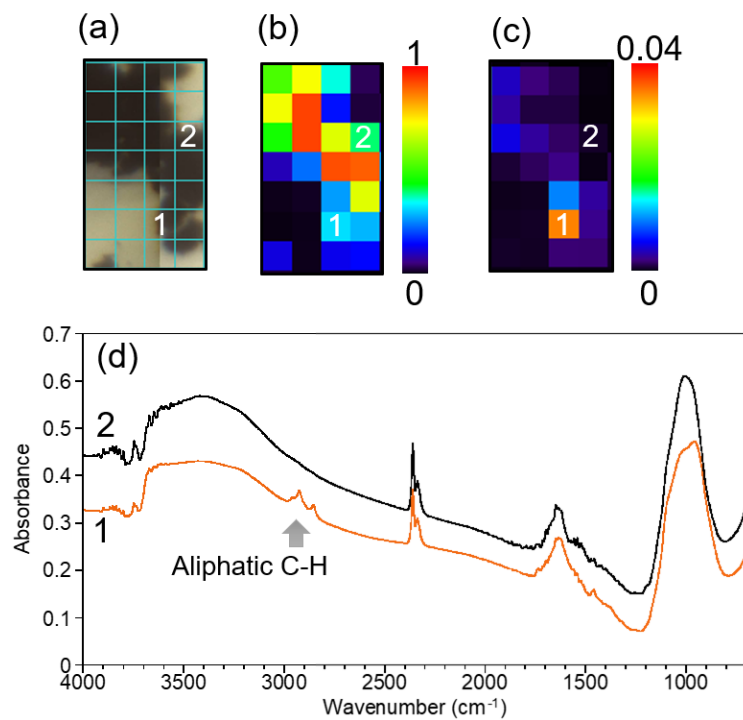 (a) (b) (c)
1 0.04
2 2 2
1 1 1
0 0
0.7
(d)
0.6
0.5
2
0.4
0.3
1
Aliphatic C-H
0.2
0.1
0
Absorbance
4000 3500 3000 2500 2000 1500 1000
Wavenumber (cm⁻¹)